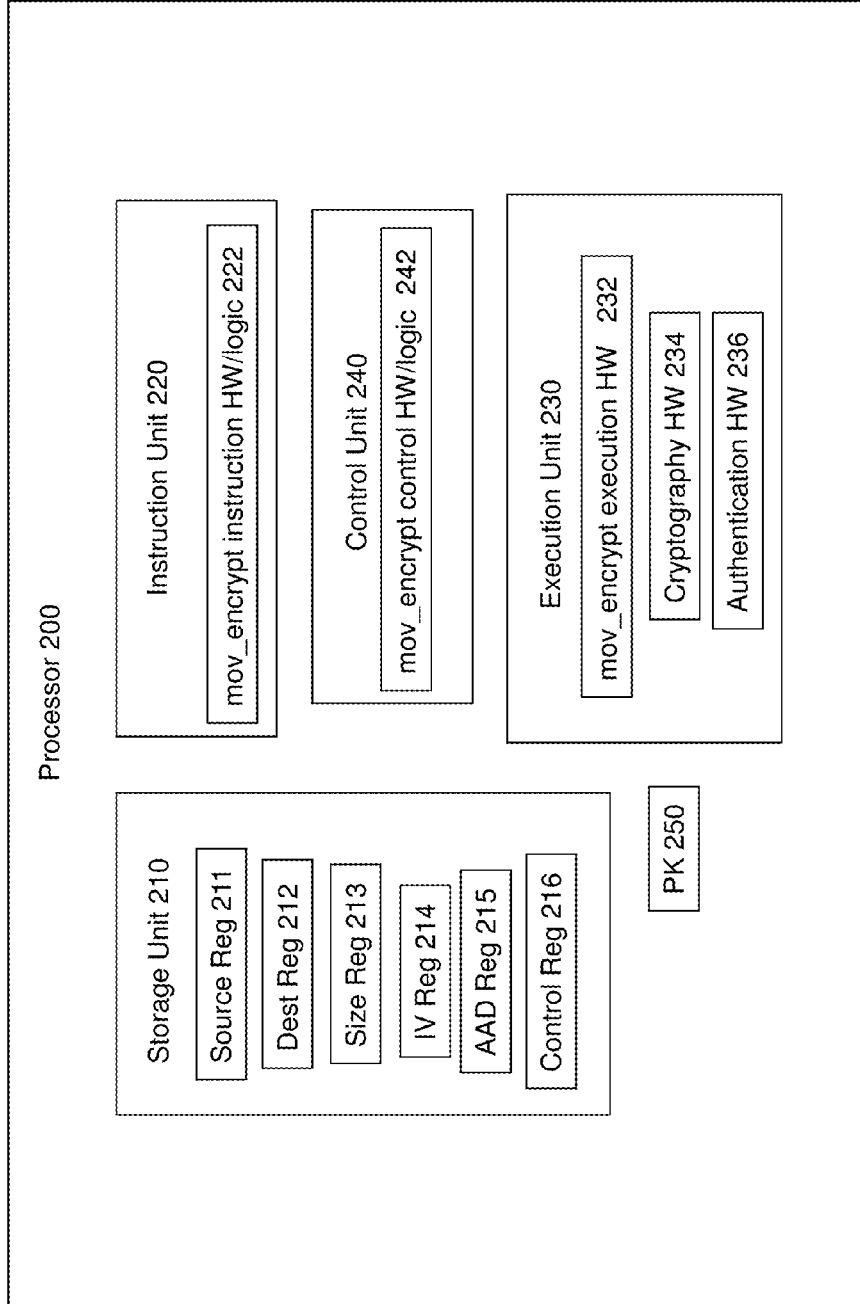 Processor 200
Storage Unit 210
Source Reg 211
Dest Reg 212
Size Reg 213
IV Reg 214
AAD Reg 215
Control Reg 216
PK 250
Instruction Unit 220
mov_encrypt instruction HW/logic 222
Control Unit 240
mov_encrypt control HW/logic 242
Execution Unit 230
mov_encrypt execution HW 232
Cryptography HW 234
Authentication HW 236